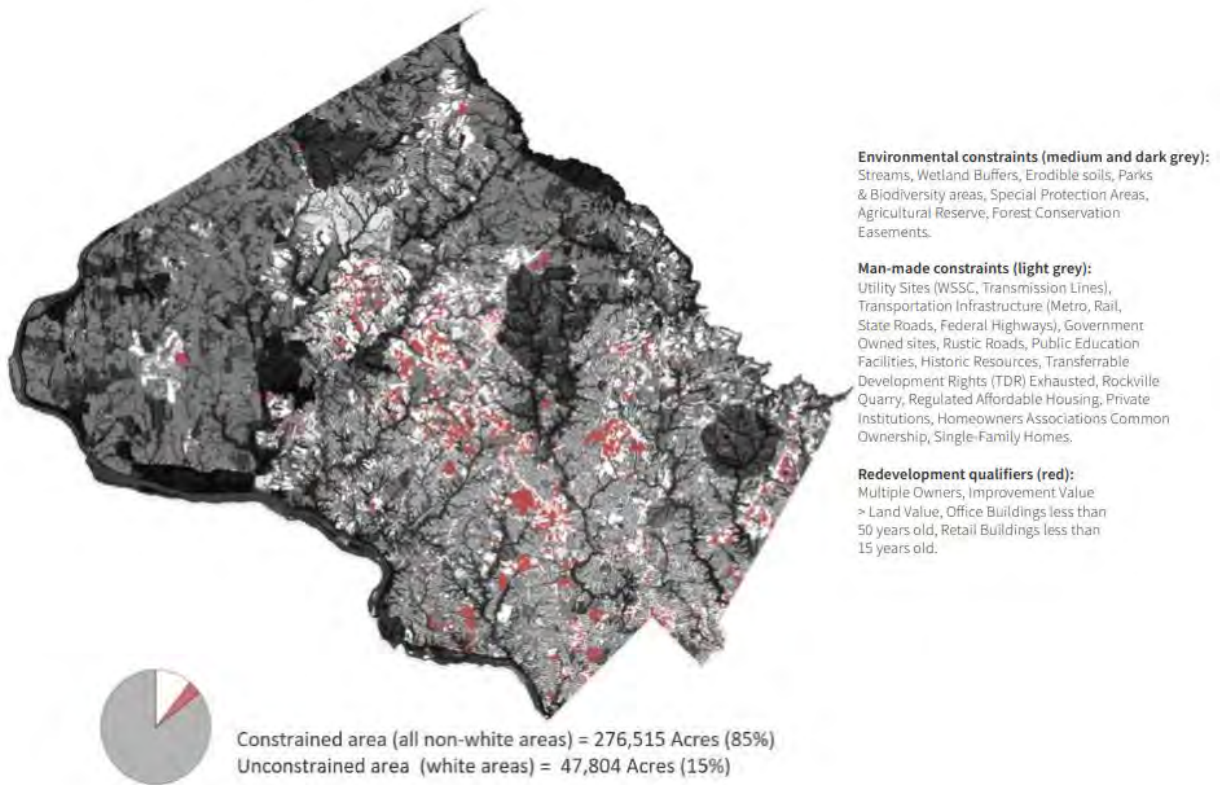 Environmental constraints (medium and dark grey):
Streams, Wetland Buffers, Erodible soils, Parks
& Biodiversity areas, Special Protection Areas,
Agricultural Reserve, Forest Conservation
Easements.
Man-made constraints (light grey):
Utility Sites (WSSC, Transmission Lines),
Transportation Infrastructure (Metro, Rail,
State Roads, Federal Highways), Government
Owned sites, Rustic Roads, Public Education
Facilities, Historic Resources, Transferrable
Development Rights (TDR) Exhausted, Rockville
Quarry, Regulated Affordable Housing, Private
Institutions, Homeowners Associations Common
Ownership, Single-Family Homes.
Redevelopment qualifiers (red):
Multiple Owners, Improvement Value
> Land Value, Office Buildings less than
50 years old, Retail Buildings less than
15 years old.
Constrained area (all non-white areas) = 276,515 Acres (85%)
Unconstrained area (white areas) = 47,804 Acres (15%)